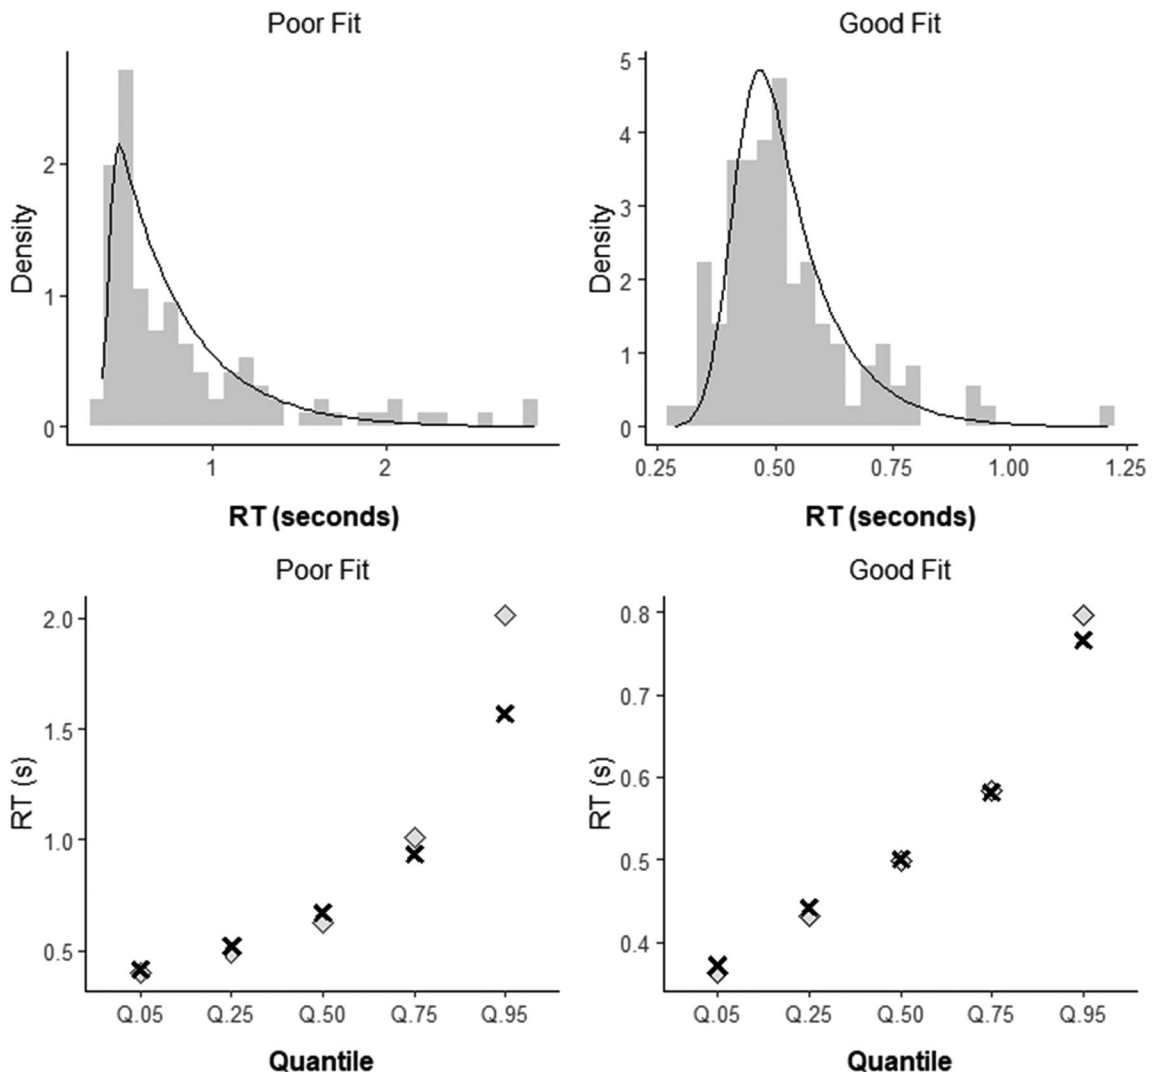 Poor Fit
Density
2
1
0
1
2
RT (seconds)
Good Fit
Density
5
4
3
2
1
0
0.25
0.50
0.75
1.00
1.25
RT (seconds)
Poor Fit
RT (s)
2.0
1.5
1.0
0.5
Q.05
Q.25
Q.50
Q.75
Q.95
Quantile
Good Fit
RT (s)
0.8
0.7
0.6
0.5
0.4
Q.05
Q.25
Q.50
Q.75
Q.95
Quantile